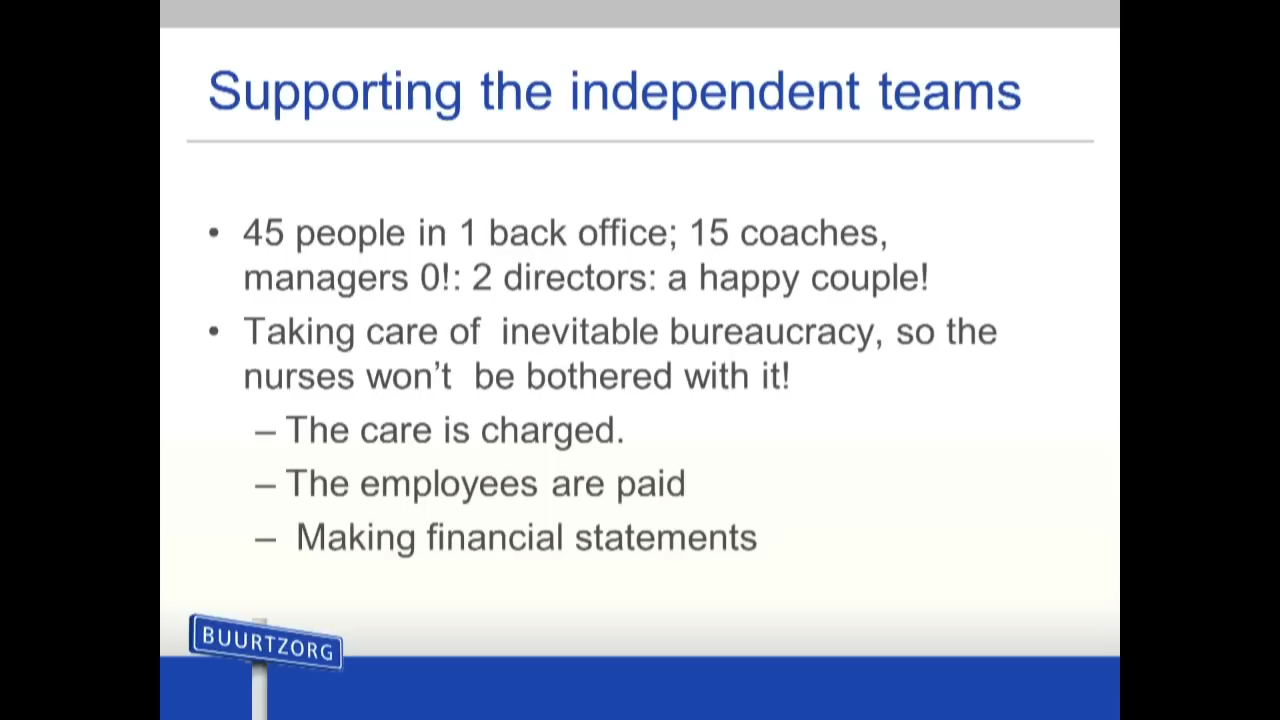 Supporting the independent teams
• 45 people in 1 back office; 15 coaches,
managers 0!: 2 directors: a happy couple!
• Taking care of  inevitable bureaucracy, so the
nurses won’t  be bothered with it!
– The care is charged.
– The employees are paid
–  Making financial statements
BUURTZORG